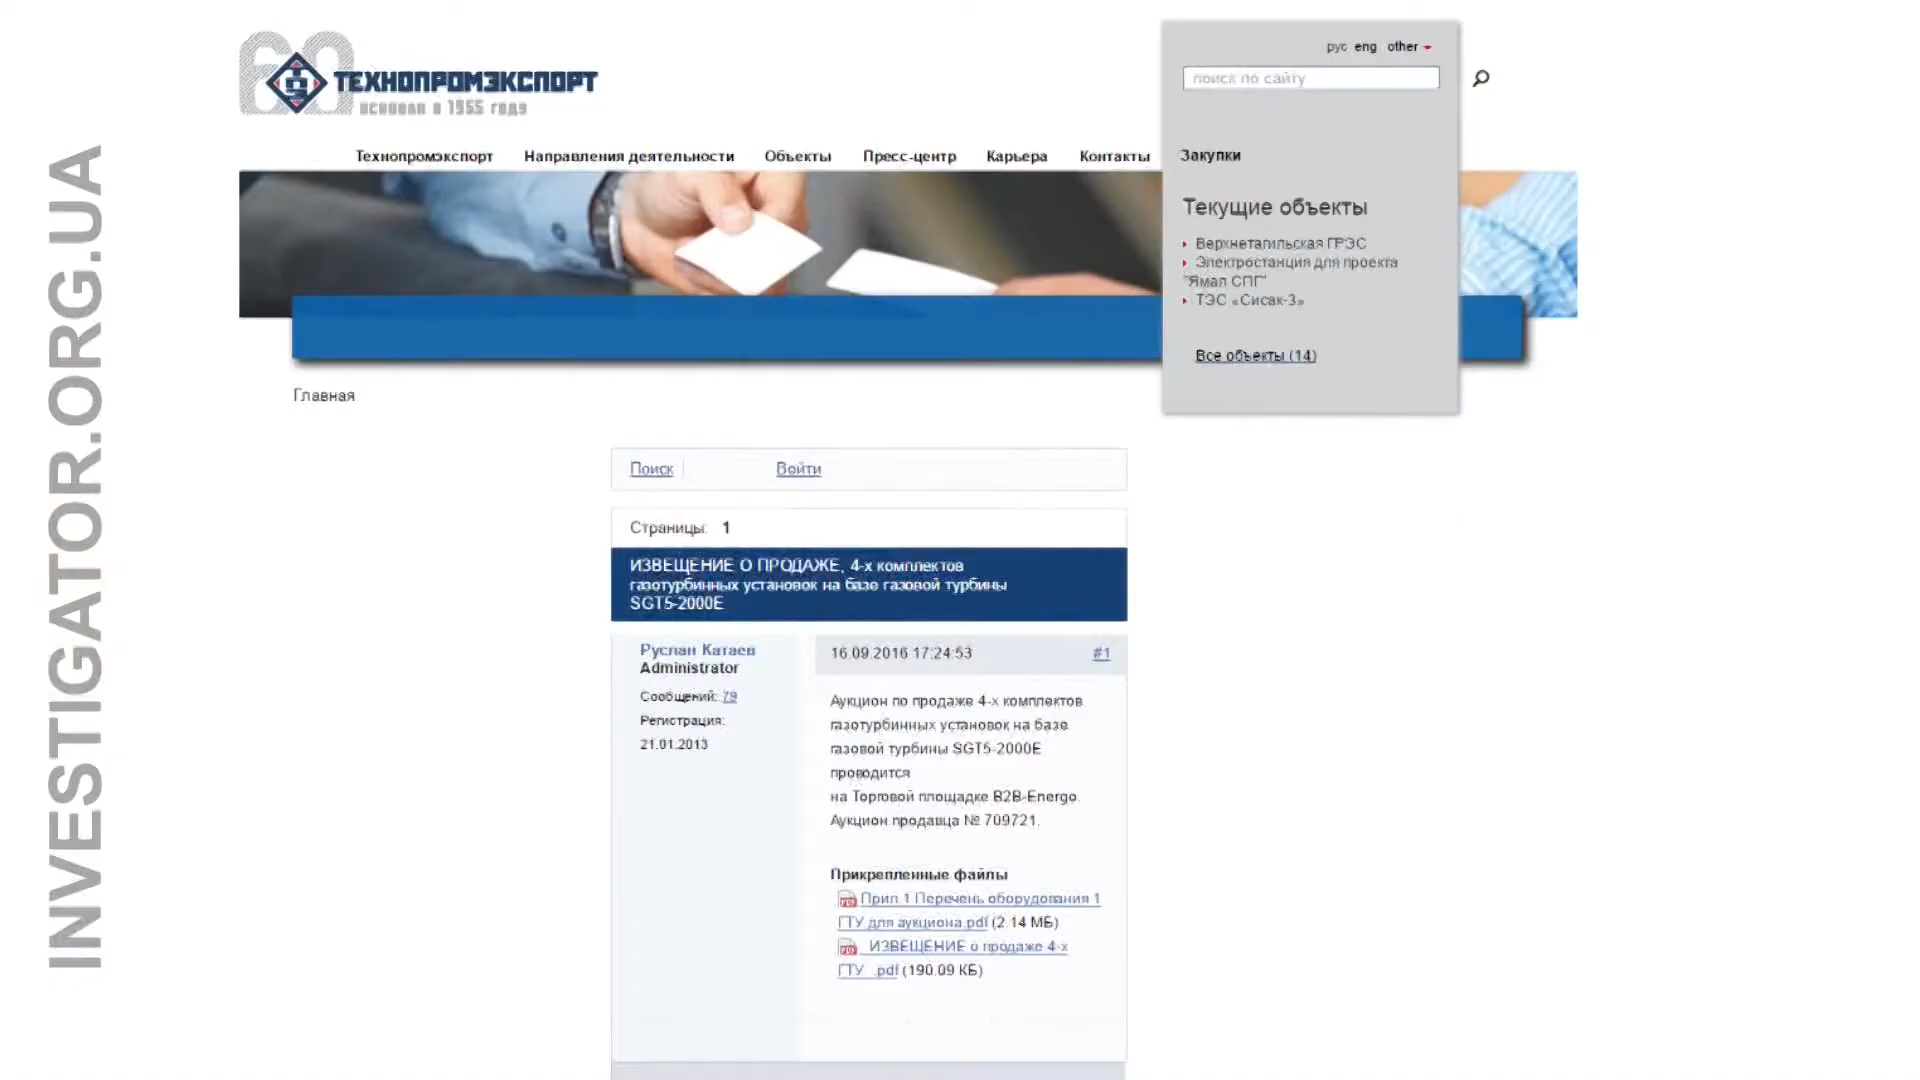 INVESTIGATOR.ORG.UA
ТЕХНОПРОМЭКСПОРТ
основан в 1955 году
рус eng other
поиск по сайту
Технопромэкспорт Направления деятельности Объекты Пресс-центр Карьера Контакты Закупки
Текущие объекты
Верхнетагильская ГРЭС
Электростанция для проекта
"Ямал СПГ"
ТЭС «Сисак-3»
Все объекты (14)
Главная
Поиск Войти
Страницы: 1
ИЗВЕЩЕНИЕ О ПРОДАЖЕ, 4-х комплектов
газотурбинных установок на базе газовой турбины
SGT5-2000E
Руслан Катаев
Administrator
Сообщений: 79
Регистрация:
21.01.2013
16.09.2016 17:24:53 #1
Аукцион по продаже 4-х комплектов
газотурбинных установок на базе
газовой турбины SGT5-2000E
проводится
на Торговой площадке B2B-Energo.
Аукцион продавца № 709721.
Прикрепленные файлы
Прил.1 Перечень оборудования 1
ГТУ для аукциона.pdf (2.14 МБ)
ИЗВЕЩЕНИЕ о продаже 4-х
ГТУ_.pdf (190.09 КБ)